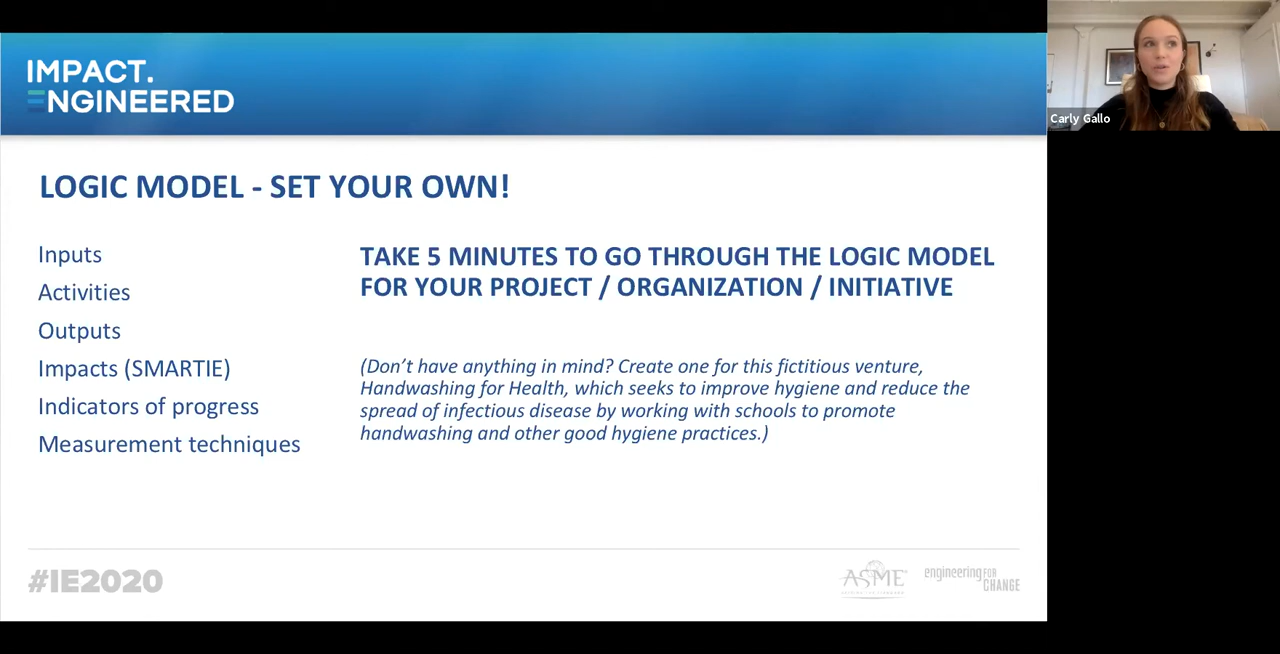 IMPACT.
ENGINEERED
Carly Gallo
LOGIC MODEL - SET YOUR OWN!
Inputs
Activities
Outputs
Impacts (SMARTIE)
Indicators of progress
Measurement techniques
TAKE 5 MINUTES TO GO THROUGH THE LOGIC MODEL
FOR YOUR PROJECT / ORGANIZATION / INITIATIVE
(Don’t have anything in mind? Create one for this fictitious venture,
Handwashing for Health, which seeks to improve hygiene and reduce the
spread of infectious disease by working with schools to promote
handwashing and other good hygiene practices.)
#IE2020
ASME
engineering FOR
CHANGE